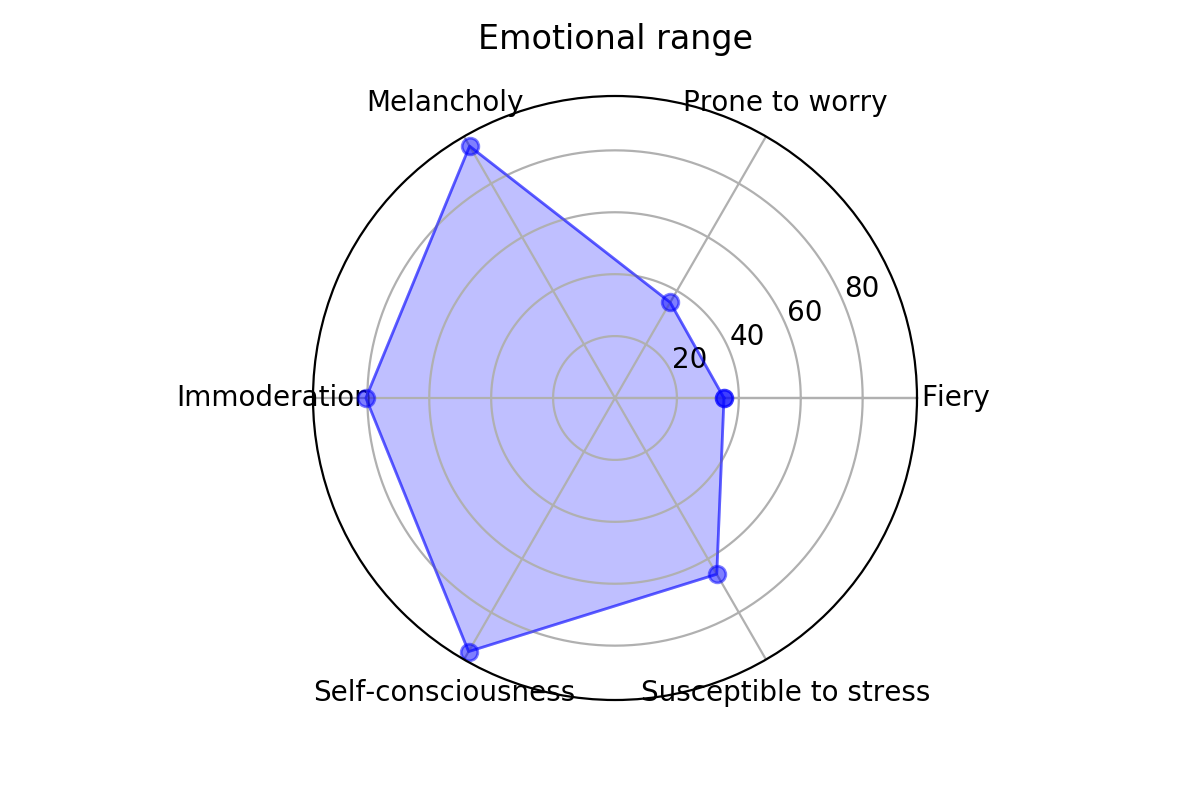 Emotional range
Melancholy
Prone to worry
80
60
40
20
Immoderation
Fiery
Self-consciousness
Susceptible to stress